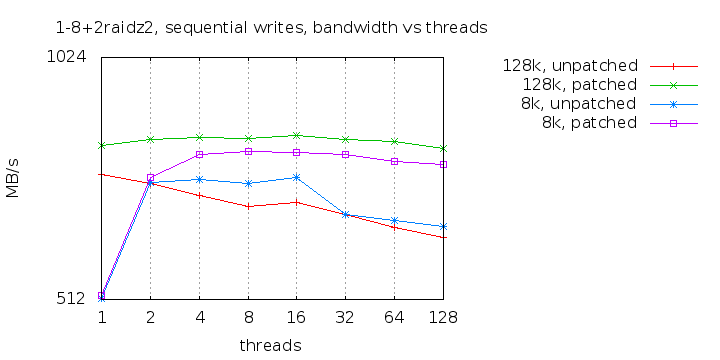 1-8+2raidz2, sequential writes, bandwidth vs threads
1024
128k, unpatched
128k, patched
8k, unpatched
8k, patched
MB/s
512
1 2 4 8 16 32 64 128
threads